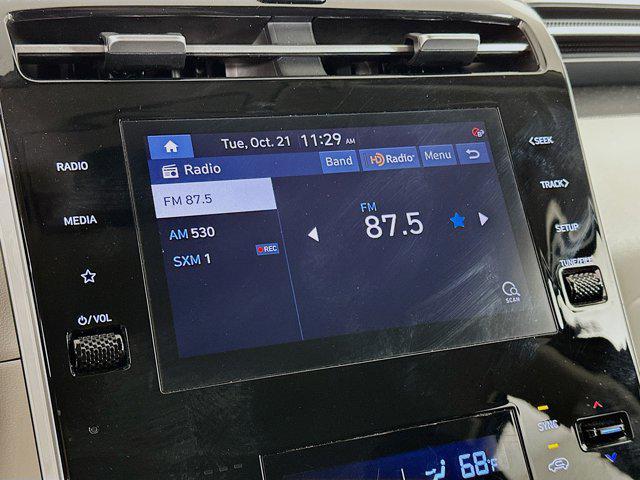 Tue, Oct. 21 11:29 AM
Radio Band HD Radio Menu
FM 87.5
AM 530
SXM 1 REC
FM
87.5
SCAN
RADIO
MEDIA
/VOL
<SEEK
TRACK>
SETUP
TUNE/FILE
SYNC
68°F